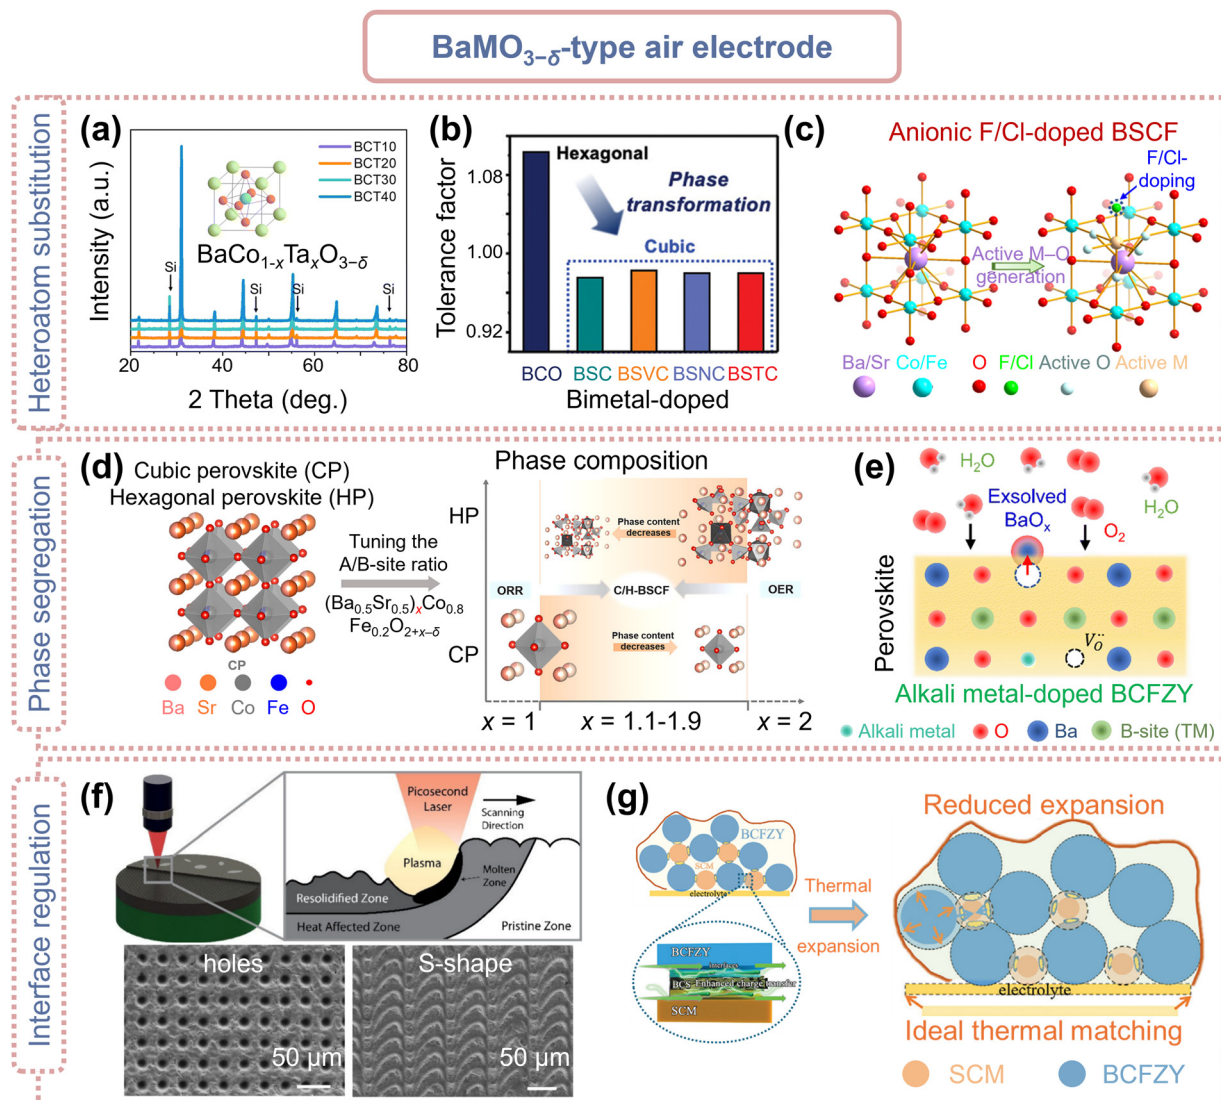 BaMO3−δ-type air electrode
Heteroatom substitution
(a)
Intensity (a.u.)
BCT10
BCT20
BCT30
BCT40
BaCo1-xTaxO3−δ
Si
Si
Si
Si
20
40
60
80
2 Theta (deg.)
(b)
Tolerance factor
1.08
1.00
0.92
Hexagonal
Phase
transformation
Cubic
BCO
BSC
BSVC
BSNC
BSTC
Bimetal-doped
(c)
Anionic F/Cl-doped BSCF
F/Cl-
doping
Active M–O
generation
Ba/Sr
Co/Fe
O
F/Cl
Active O
Active M
Phase segregation
(d)
Cubic perovskite (CP)
Hexagonal perovskite (HP)
CP
Ba
Sr
Co
Fe
O
Tuning the
A/B-site ratio
(Ba0.5Sr0.5)xCo0.8
Fe0.2O2+x−δ
Phase composition
HP
Phase content
decreases
ORR
C/H-BSCF
OER
CP
Phase content
decreases
x = 1
x = 1.1-1.9
x = 2
(e)
H2O
Exsolved
BaOx
H2O
O2
Perovskite
VO··
Alkali metal-doped BCFZY
Alkali metal
O
Ba
B-site (TM)
Interface regulation
(f)
Picosecond
Laser
Scanning
Direction
Plasma
Molten
Zone
Resolidified Zone
Heat Affected Zone
Pristine Zone
holes
50 μm
S-shape
50 μm
(g)
BCFZY
SCM
electrolyte
BCFZY
Interfaces
BCS
Enhanced charge transfer
SCM
Thermal
expansion
Reduced expansion
electrolyte
Ideal thermal matching
SCM
BCFZY